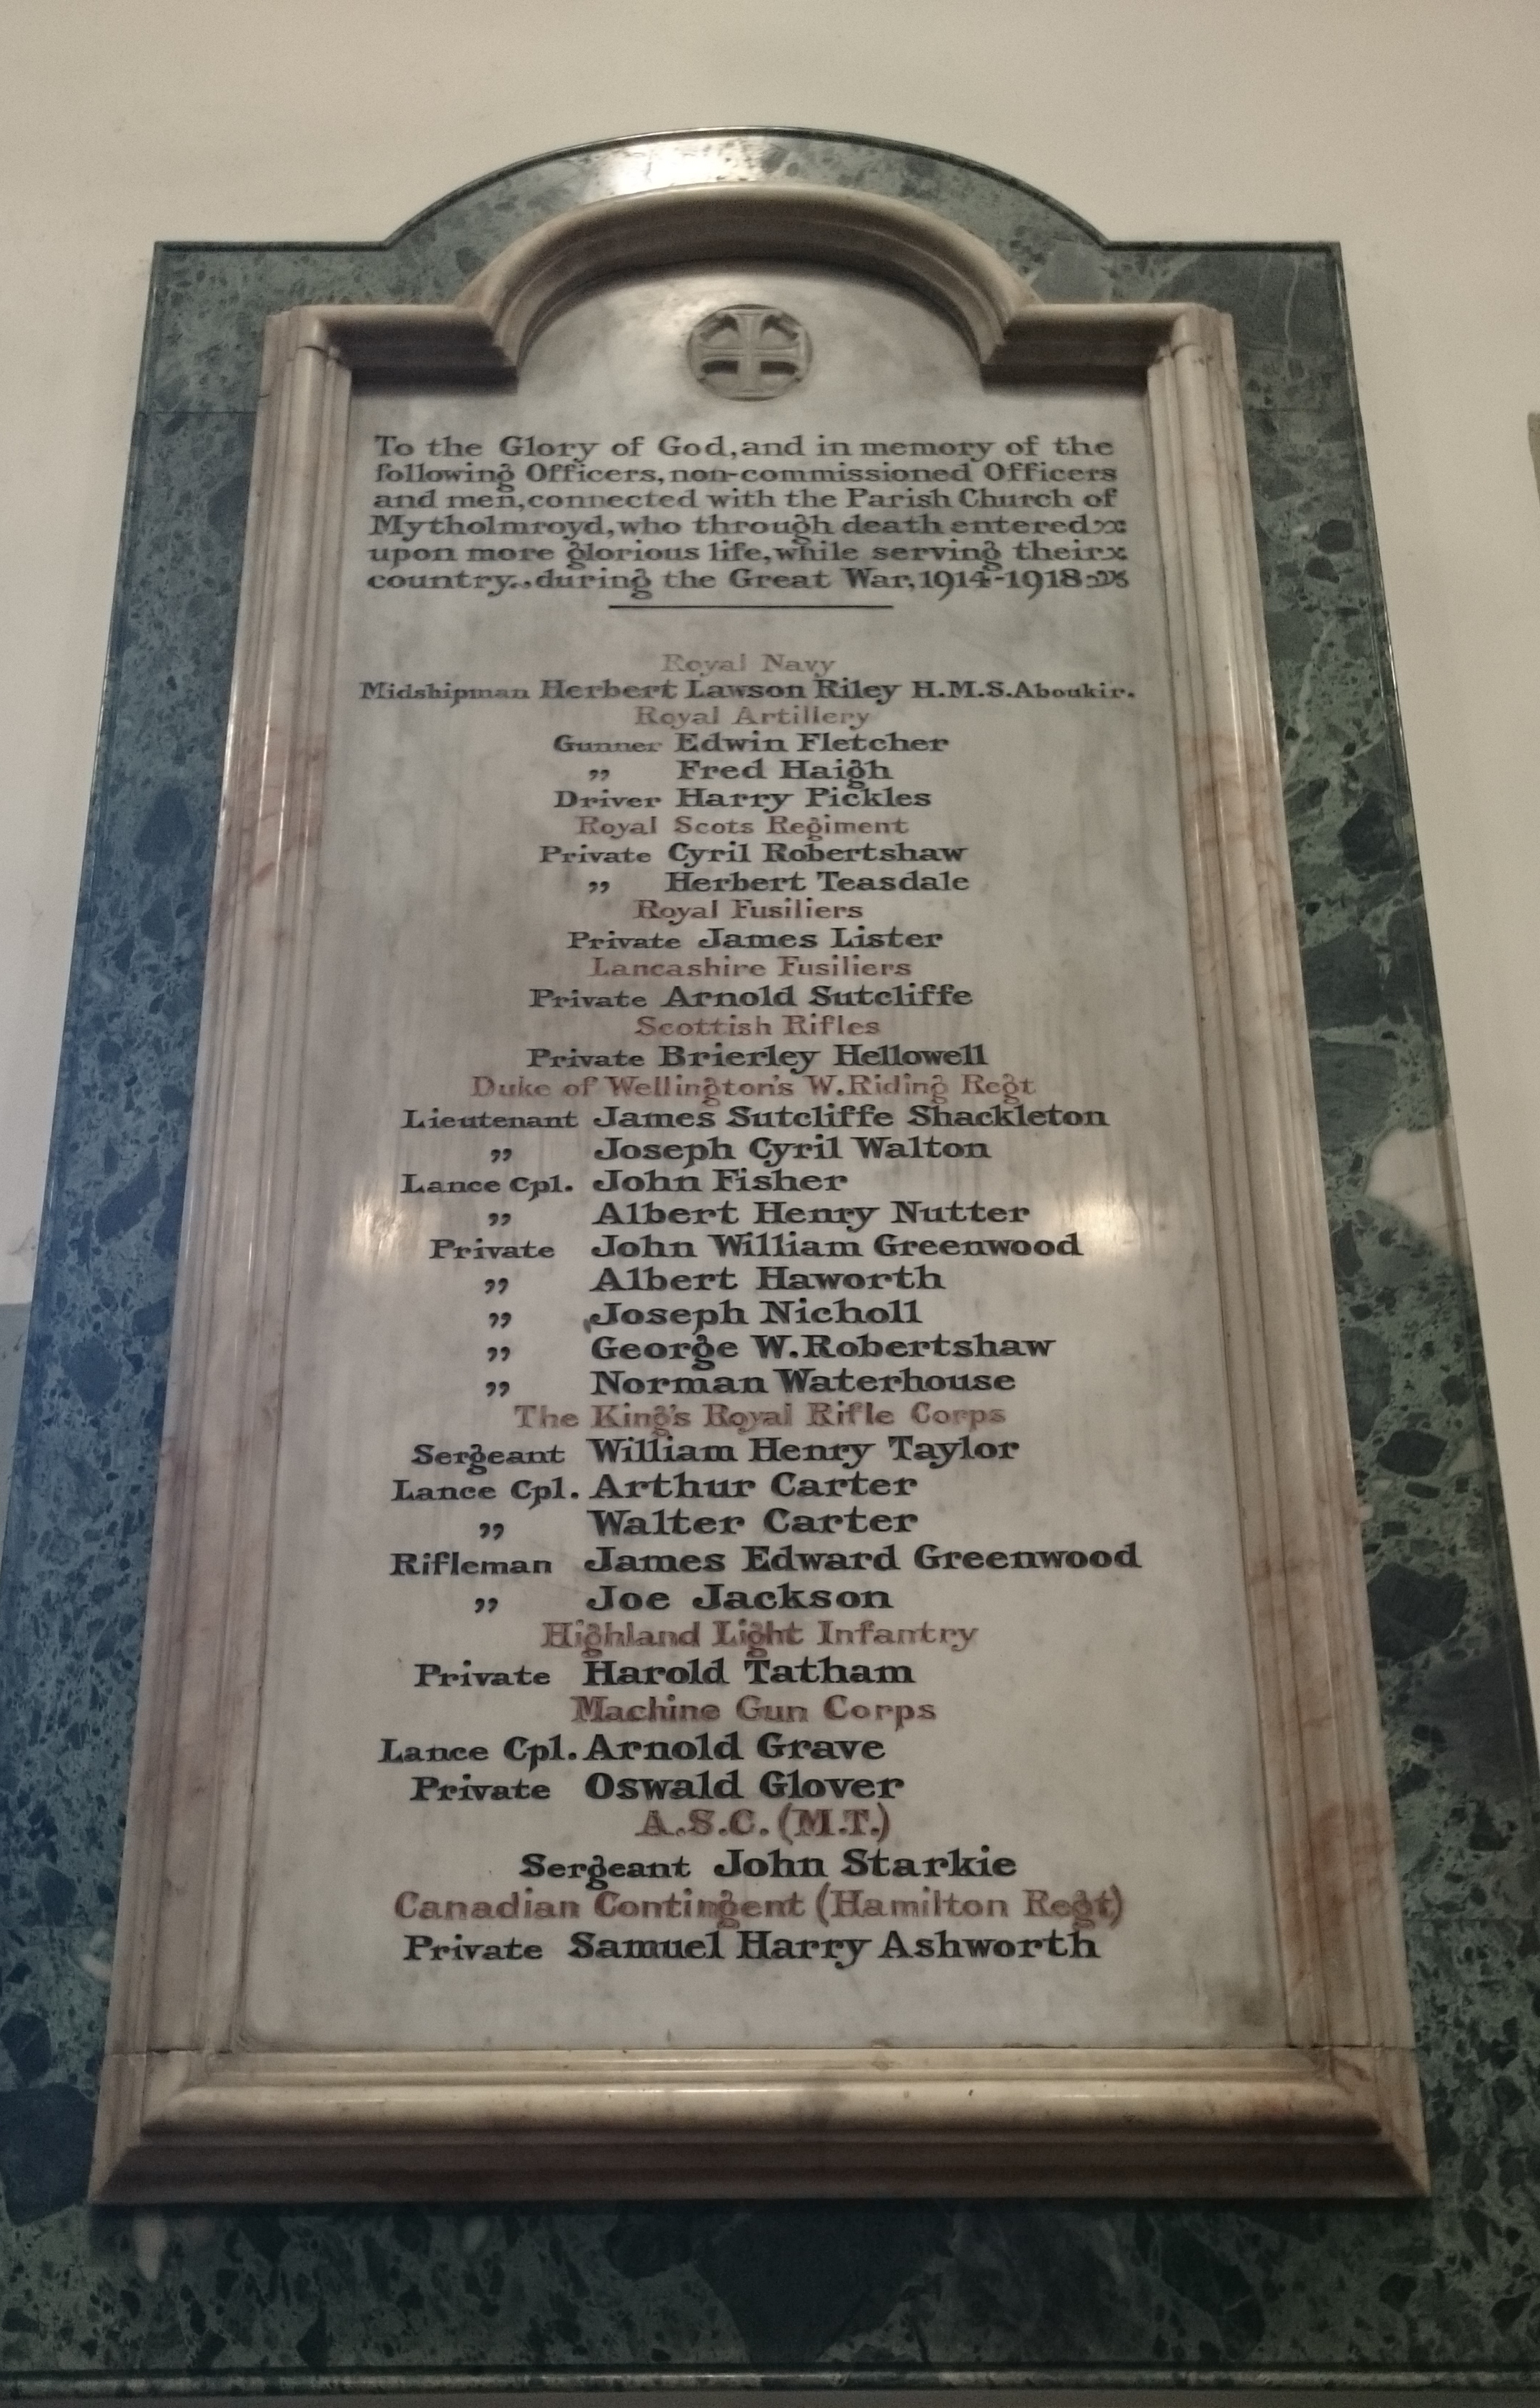 To the Glory of God, and in memory of the
following Officers, non-commissioned Officers
and men, connected with the Parish Church of
Mytholmroyd, who through death entered
upon more glorious life, while serving their
country, during the Great War, 1914-1918
Royal Navy
Midshipman Herbert Lawson Riley H.M.S. Aboukir.
Royal Artillery
Gunner Edwin Fletcher
„ Fred Haigh
Driver Harry Pickles
Royal Scots Regiment
Private Cyril Robertshaw
„ Herbert Teasdale
Royal Fusiliers
Private James Lister
Lancashire Fusiliers
Private Arnold Sutcliffe
Scottish Rifles
Private Brierley Hellowell
Duke of Wellington's W. Riding Regt
Lieutenant James Sutcliffe Shackleton
„ Joseph Cyril Walton
Lance Cpl. John Fisher
„ Albert Henry Nutter
Private John William Greenwood
„ Albert Haworth
„ Joseph Nicholl
„ George W. Robertshaw
„ Norman Waterhouse
The King's Royal Rifle Corps
Sergeant William Henry Taylor
Lance Cpl. Arthur Carter
„ Walter Carter
Rifleman James Edward Greenwood
„ Joe Jackson
Highland Light Infantry
Private Harold Tatham
Machine Gun Corps
Lance Cpl. Arnold Grave
Private Oswald Glover
A.S.C. (M.T.)
Sergeant John Starkie
Canadian Contingent (Hamilton Regt)
Private Samuel Harry Ashworth